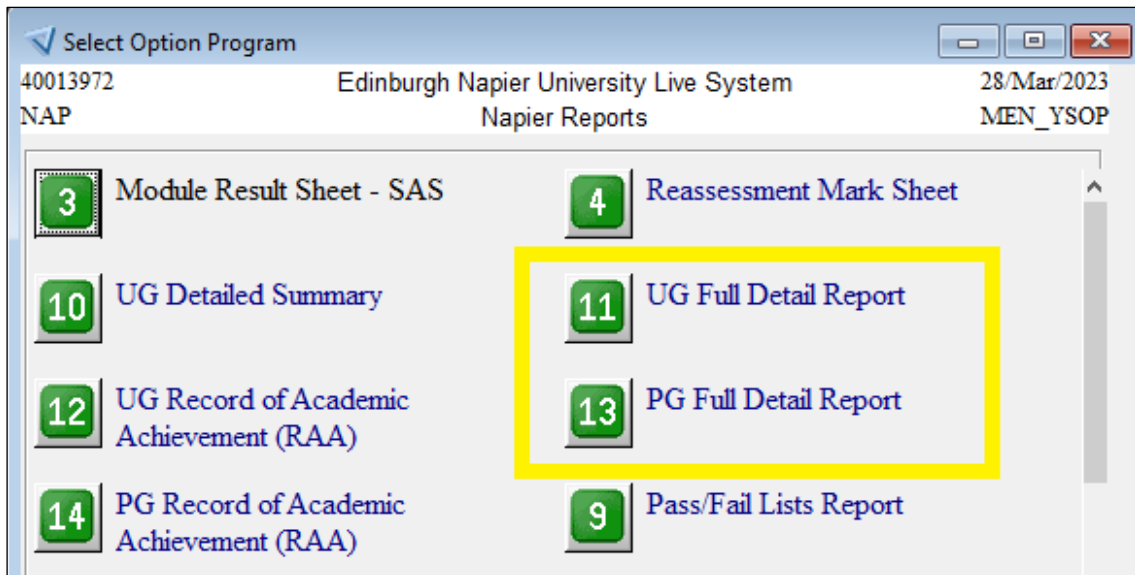 Select Option Program
40013972 Edinburgh Napier University Live System 28/Mar/2023
NAP Napier Reports MEN_YSOP
3 Module Result Sheet - SAS 4 Reassessment Mark Sheet
10 UG Detailed Summary 11 UG Full Detail Report
12 UG Record of Academic 13 PG Full Detail Report
Achievement (RAA)
14 PG Record of Academic 9 Pass/Fail Lists Report
Achievement (RAA)